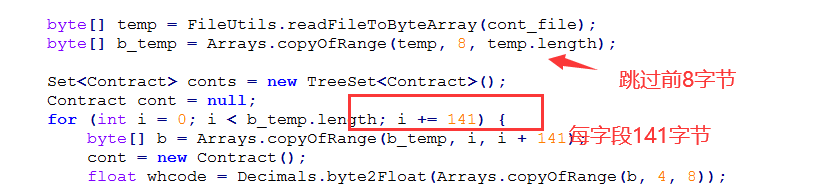 byte[] temp = FileUtils.readFileToByteArray(cont_file);
byte[] b_temp = Arrays.copyOfRange(temp, 8, temp.length);
跳过前8字节
Set<Contract> conts = new TreeSet<Contract>();
Contract cont = null;
for (int i = 0; i < b_temp.length; i += 141) {
byte[] b = Arrays.copyOfRange(b_temp, i, i + 141);
每字段141字节
cont = new Contract();
float whcode = Decimals.byte2Float(Arrays.copyOfRange(b, 4, 8));